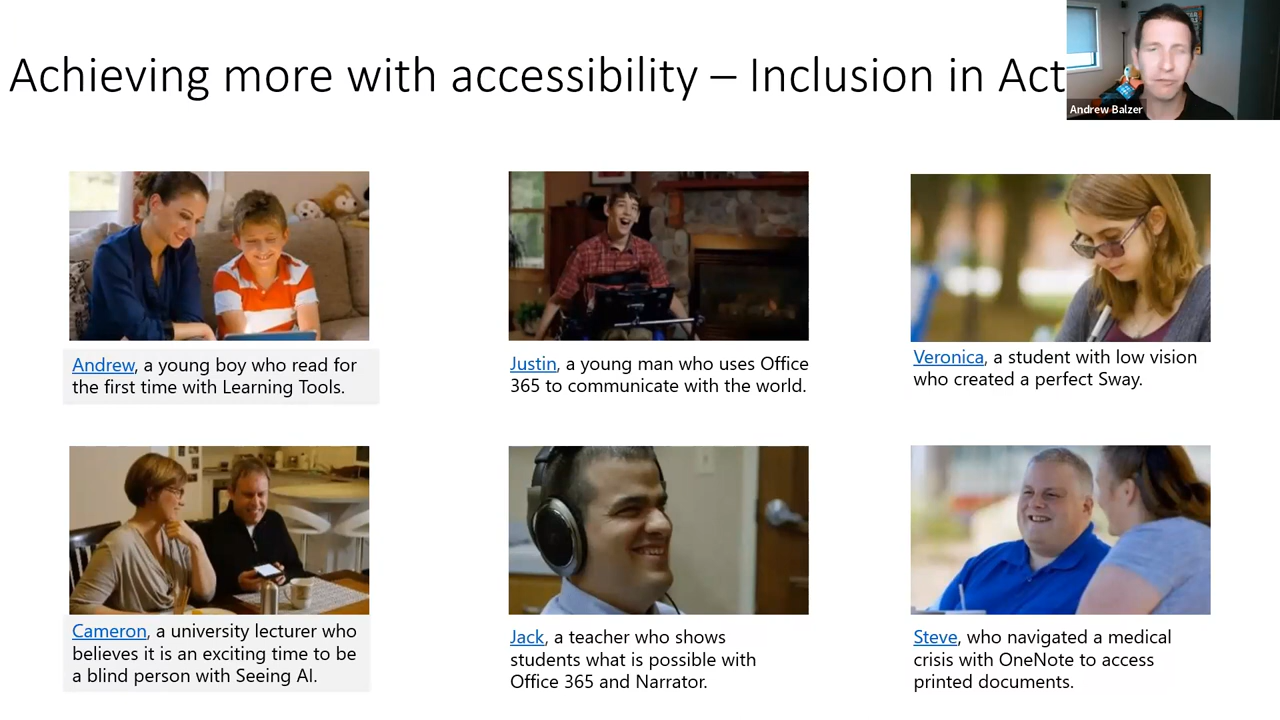 Achieving more with accessibility – Inclusion in Act
Andrew Balzer
Andrew, a young boy who read for
the first time with Learning Tools.
Justin, a young man who uses Office
365 to communicate with the world.
Veronica, a student with low vision
who created a perfect Sway.
Cameron, a university lecturer who
believes it is an exciting time to be
a blind person with Seeing AI.
Jack, a teacher who shows
students what is possible with
Office 365 and Narrator.
Steve, who navigated a medical
crisis with OneNote to access
printed documents.